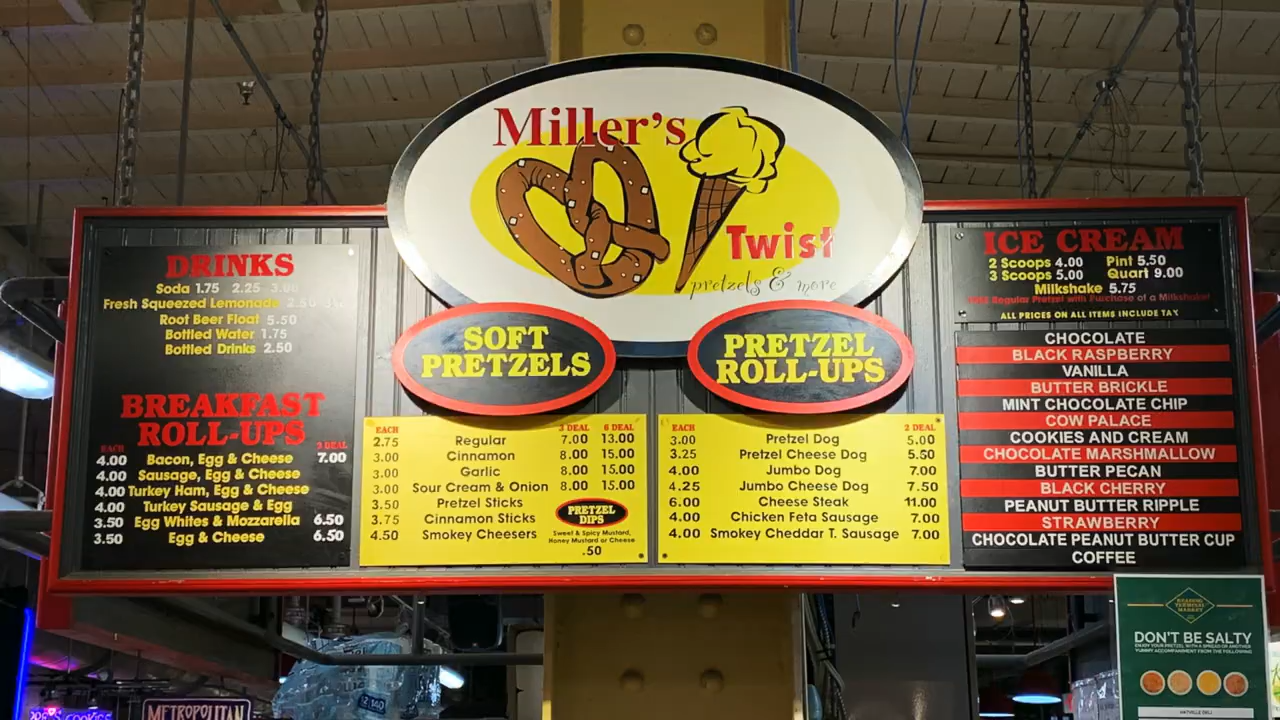 Miller's
Twist
pretzels & more
DRINKS
Soda 1.75 2.25 3.00
Fresh Squeezed Lemonade 2.50
Root Beer Float 5.50
Bottled Water 1.75
Bottled Drinks 2.50
BREAKFAST
ROLL-UPS
EACH 3 DEAL
4.00 Bacon, Egg & Cheese 7.00
4.00 Sausage, Egg & Cheese
4.00 Turkey Ham, Egg & Cheese
4.00 Turkey Sausage & Egg
3.50 Egg Whites & Mozzarella 6.50
3.50 Egg & Cheese 6.50
SOFT
PRETZELS
EACH 3 DEAL 6 DEAL
2.75 Regular 7.00 13.00
3.00 Cinnamon 8.00 15.00
3.00 Garlic 8.00 15.00
3.00 Sour Cream & Onion 8.00 15.00
3.50 Pretzel Sticks
3.75 Cinnamon Sticks
4.50 Smokey Cheesers
PRETZEL
DIPS
Sweet & Spicy Mustard,
Honey Mustard or Cheese
.50
PRETZEL
ROLL-UPS
EACH 2 DEAL
3.00 Pretzel Dog 5.00
3.25 Pretzel Cheese Dog 5.50
4.00 Jumbo Dog 7.00
4.25 Jumbo Cheese Dog 7.50
6.00 Cheese Steak 11.00
4.00 Chicken Feta Sausage 7.00
4.00 Smokey Cheddar T. Sausage 7.00
ICE CREAM
2 Scoops 4.00 Pint 5.50
3 Scoops 5.00 Quart 9.00
Milkshake 5.75
FREE Regular Pretzel with Purchase of a Milkshake!
ALL PRICES ON ALL ITEMS INCLUDE TAX
CHOCOLATE
BLACK RASPBERRY
VANILLA
BUTTER BRICKLE
MINT CHOCOLATE CHIP
COW PALACE
COOKIES AND CREAM
CHOCOLATE MARSHMALLOW
BUTTER PECAN
BLACK CHERRY
PEANUT BUTTER RIPPLE
STRAWBERRY
CHOCOLATE PEANUT BUTTER CUP
COFFEE
READING
TERMINAL
MARKET
DON'T BE SALTY
ENJOY YOUR PRETZEL WITH A SPREAD OR ANOTHER
YUMMY ACCOMPANIMENT FROM THE FOLLOWING
HATVILLE DELI
COOKIES
METROPOLITAN